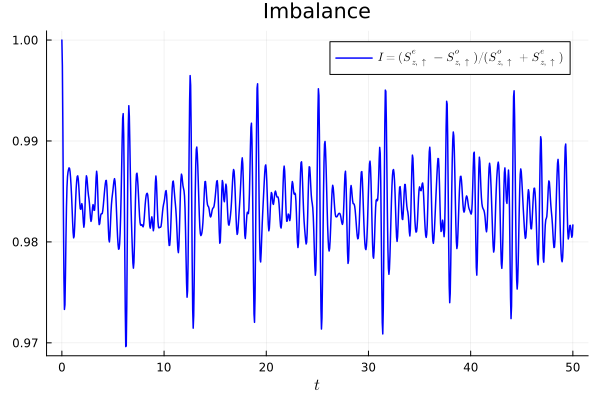 Imbalance
1.00
I = (S^e_{z,↑} − S^o_{z,↑})/(S^o_{z,↑} + S^e_{z,↑})
0.99
0.98
0.97
0 10 20 30 40 50
t